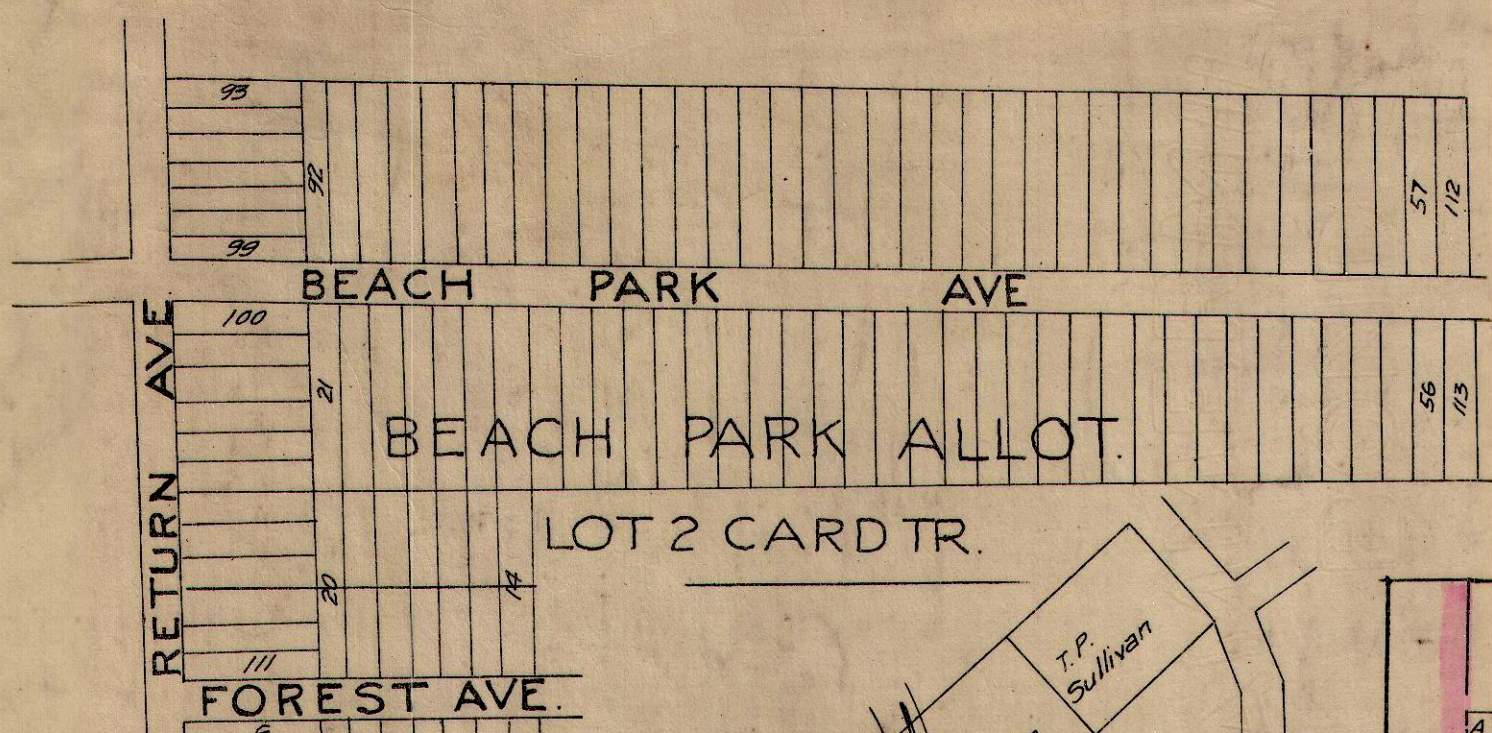 93
92
99
57
112
BEACH PARK AVE
RETURN AVE
100
21
56
113
BEACH PARK ALLOT.
LOT 2 CARD TR.
20
14
111
FOREST AVE.
T.P.
Sullivan
A